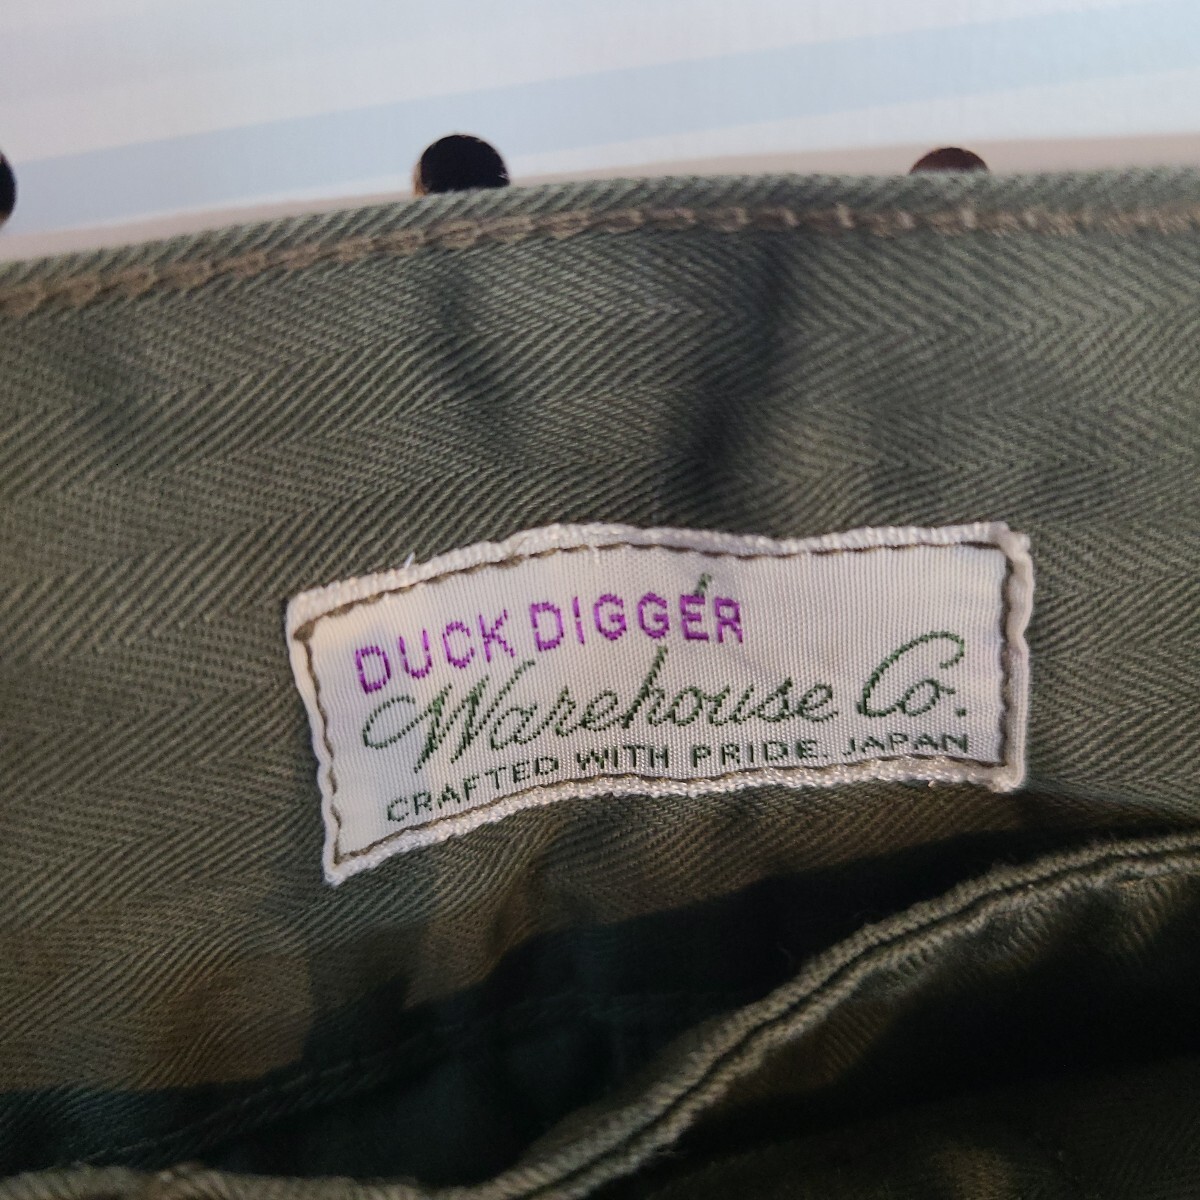 DUCK DIGGER
Warehouse Co.
CRAFTED WITH PRIDE. JAPAN